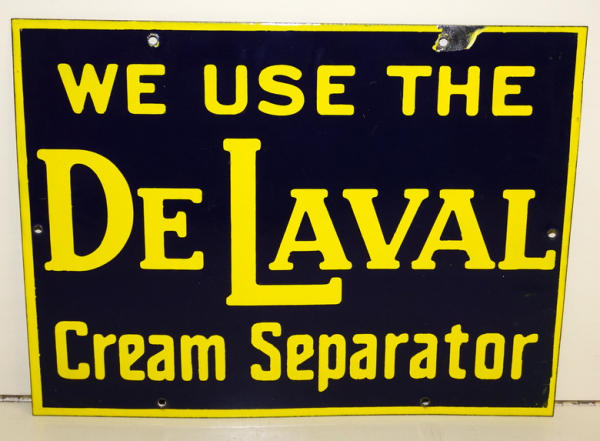 WE USE THE
DE LAVAL
Cream Separator